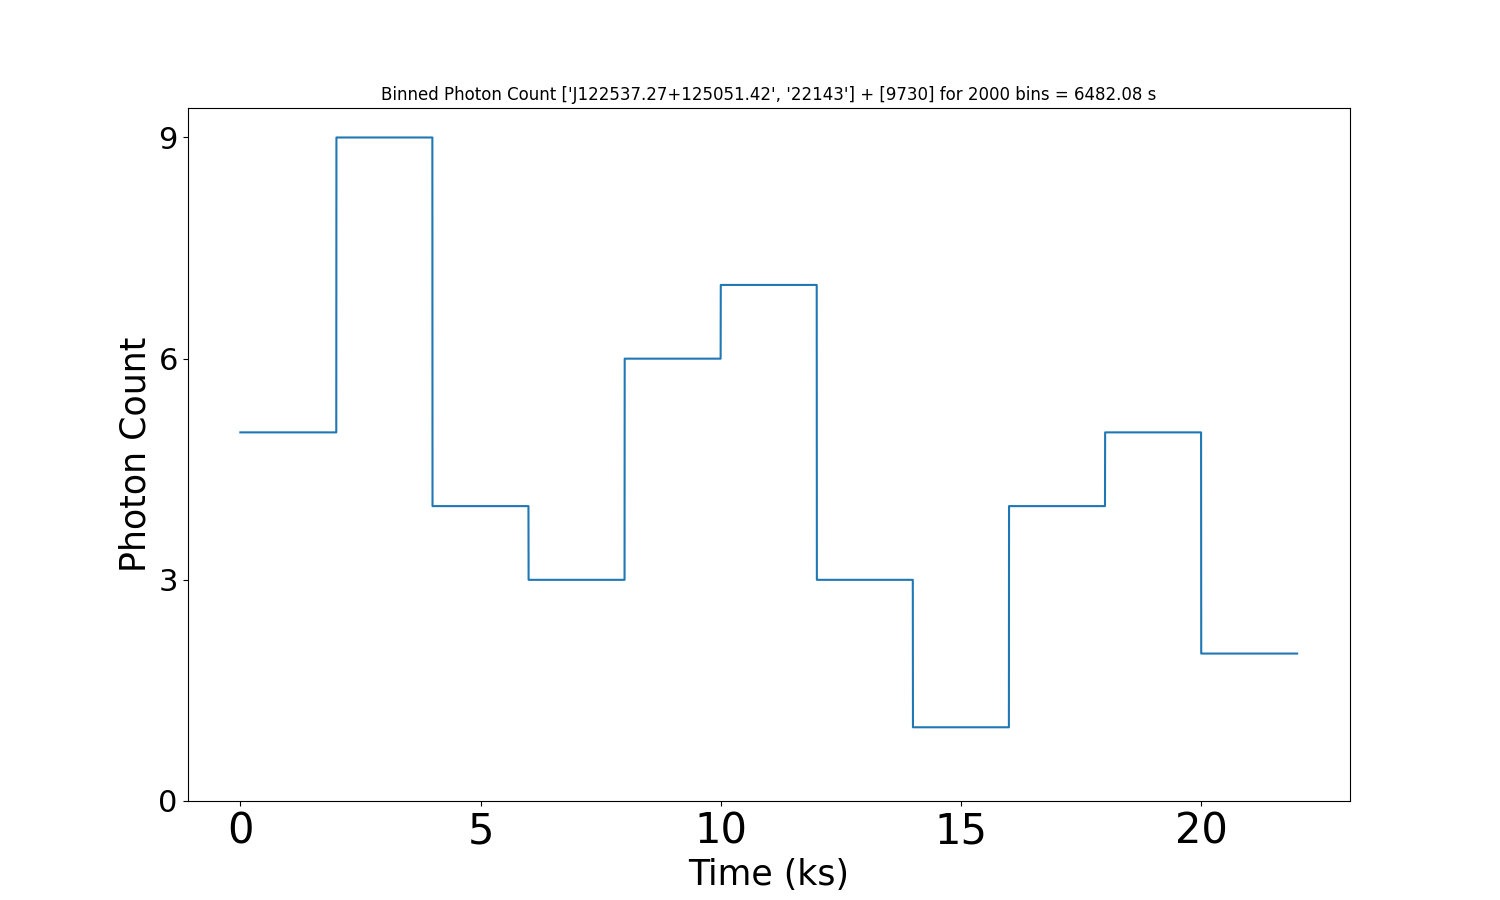 Binned Photon Count ['J122537.27+125051.42', '22143'] + [9730] for 2000 bins = 6482.08 s
9
6
3
0
Photon Count
0 5 10 15 20
Time (ks)